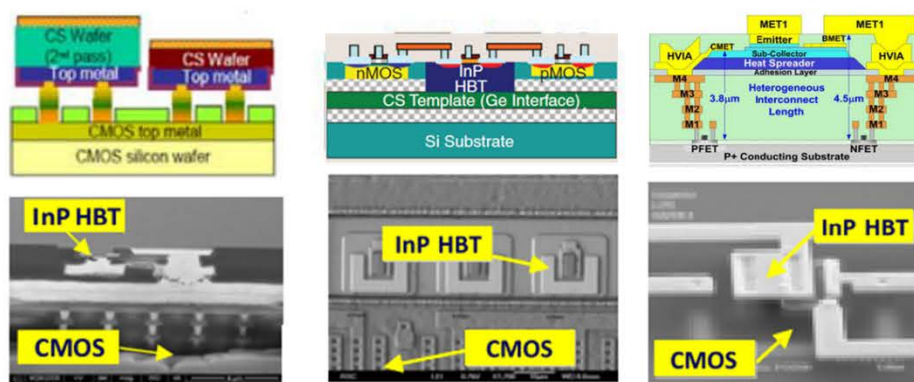 CS Wafer
(2nd pass)
Top metal
CS Wafer
Top metal
CMOS top metal
CMOS silicon wafer
nMOS
InP
HBT
pMOS
CS Template (Ge Interface)
Si Substrate
MET1
MET1
Emitter
CMET
BMET
HVIA
Sub-Collector
HVIA
Heat Spreader
Adhesion Layer
M4
M4
M3
Heterogeneous
M3
3.8μm
Interconnect
4.5μm
M2
Length
M2
M1
M1
PFET
NFET
P+ Conducting Substrate
InP HBT
CMOS
InP HBT
CMOS
InP HBT
CMOS